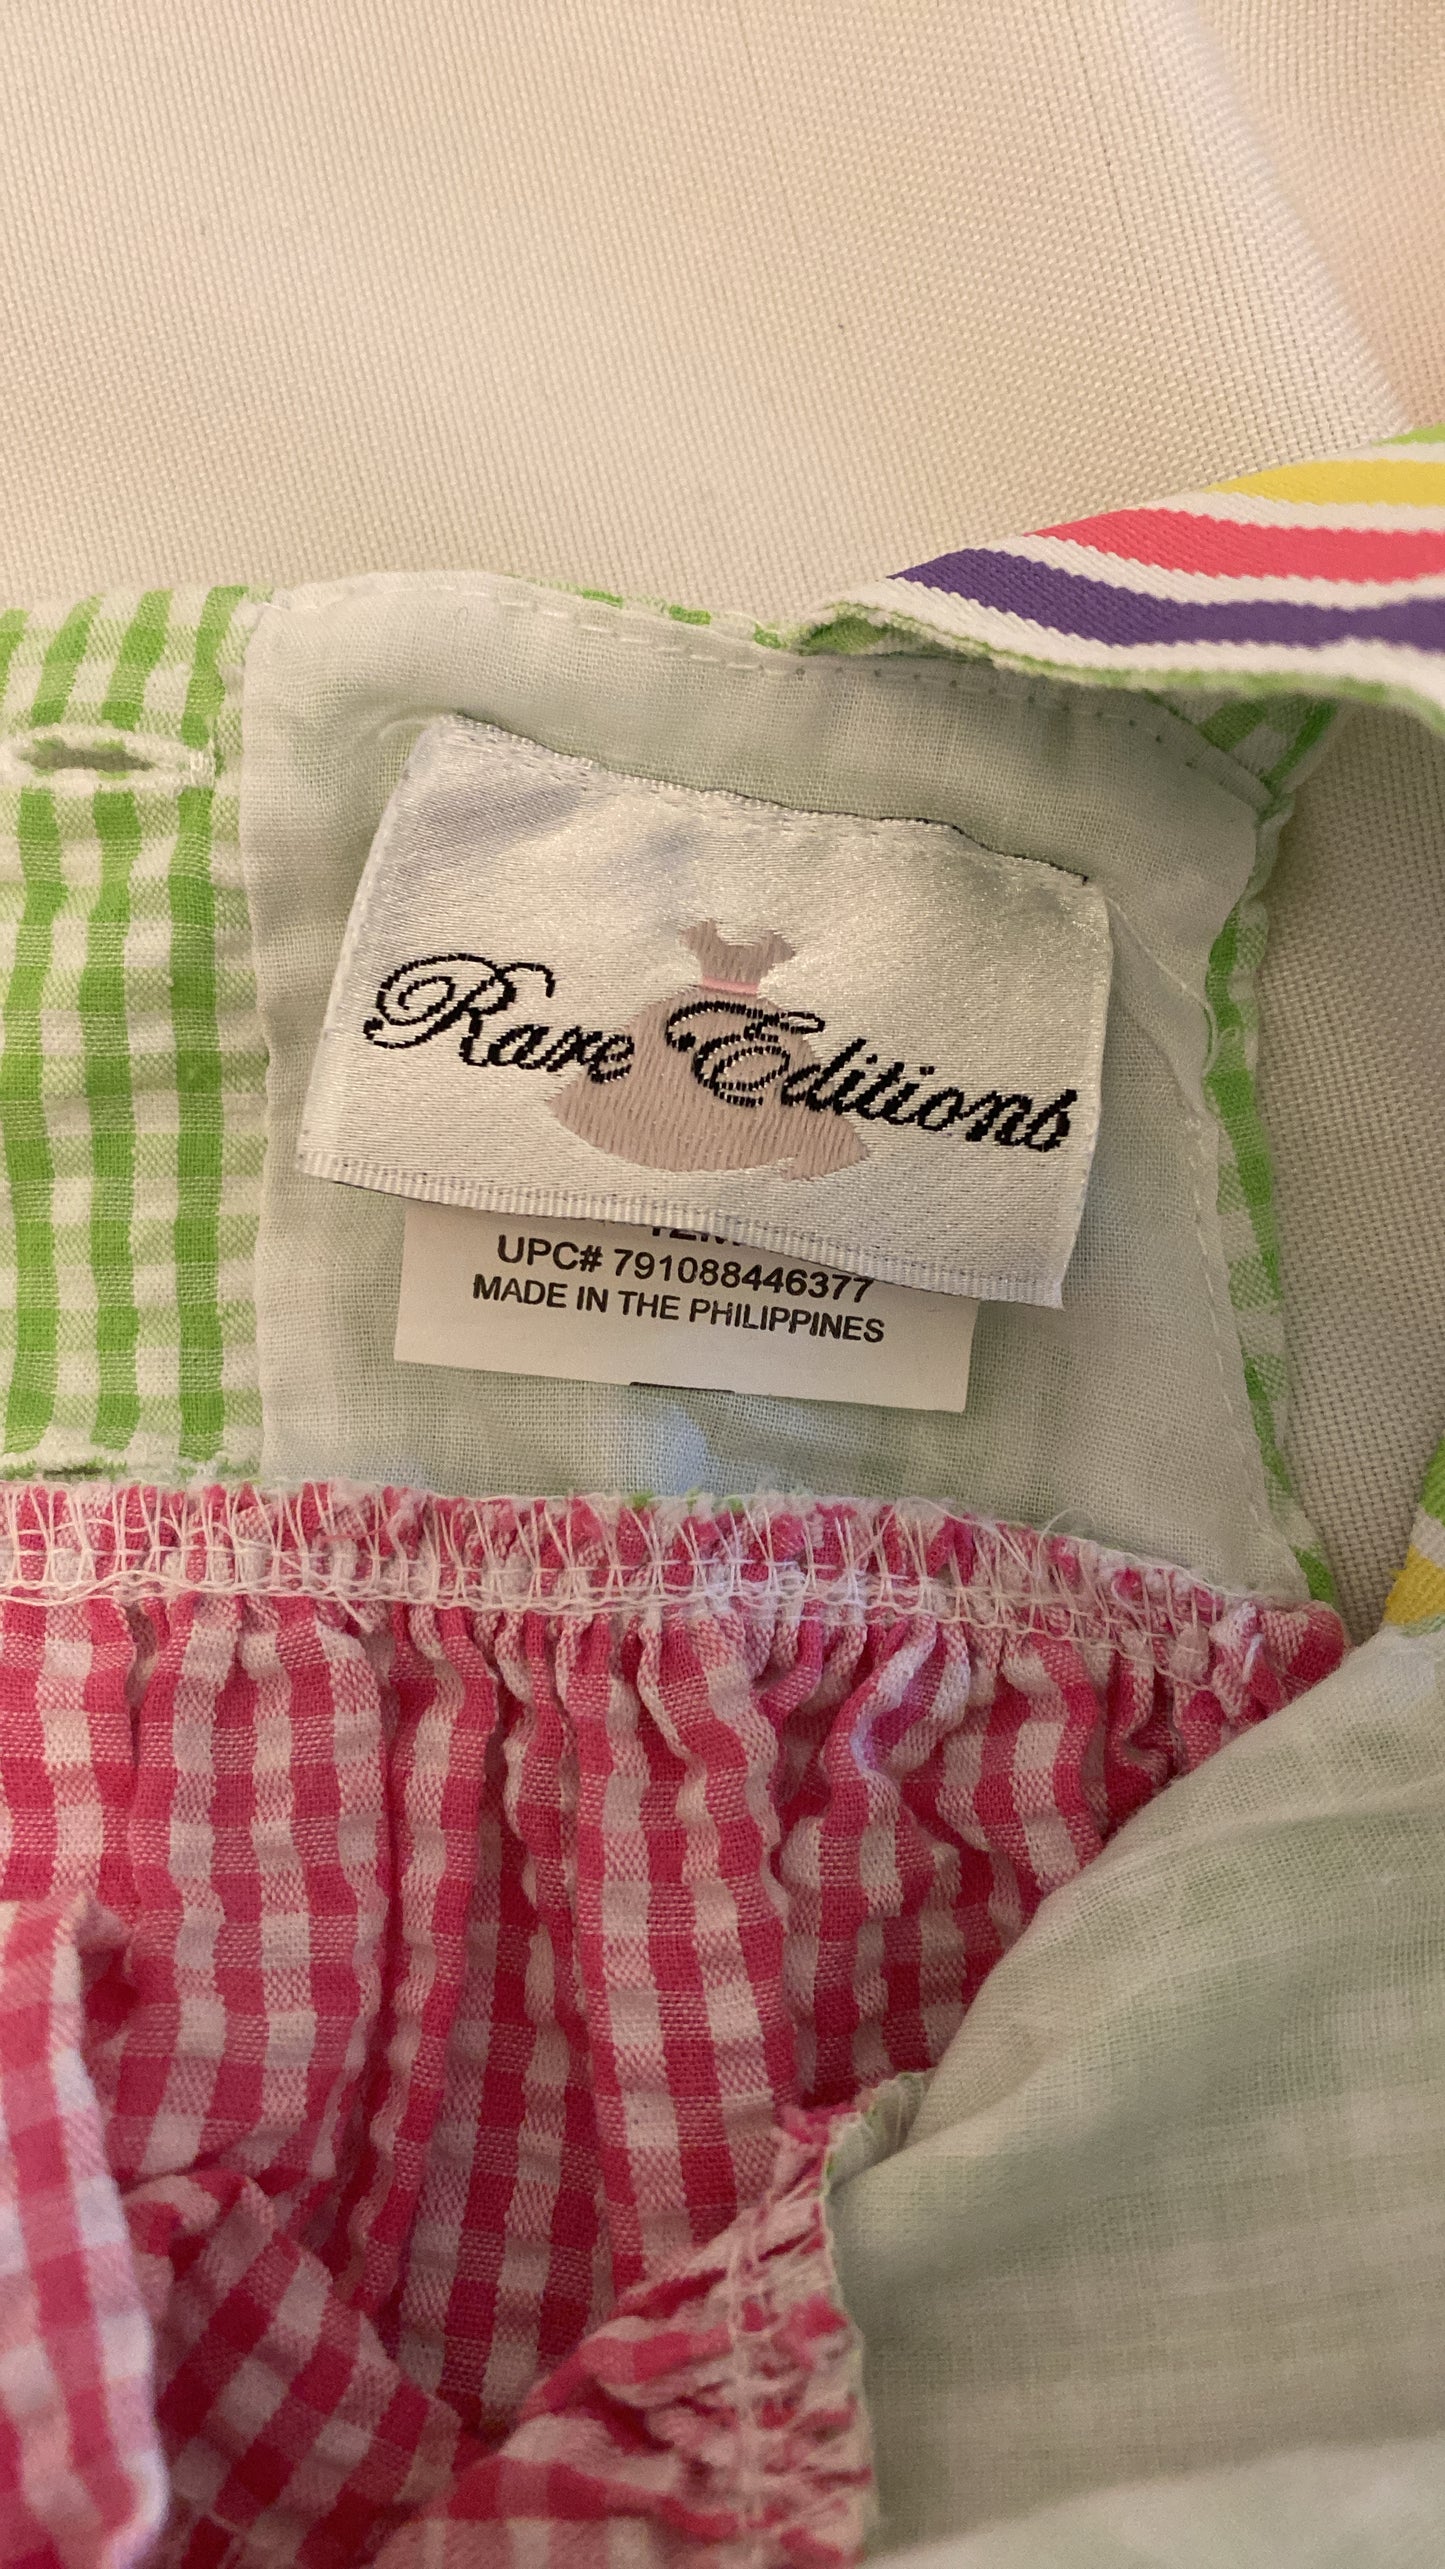 Rare Editions
UPC# 791088446377
MADE IN THE PHILIPPINES